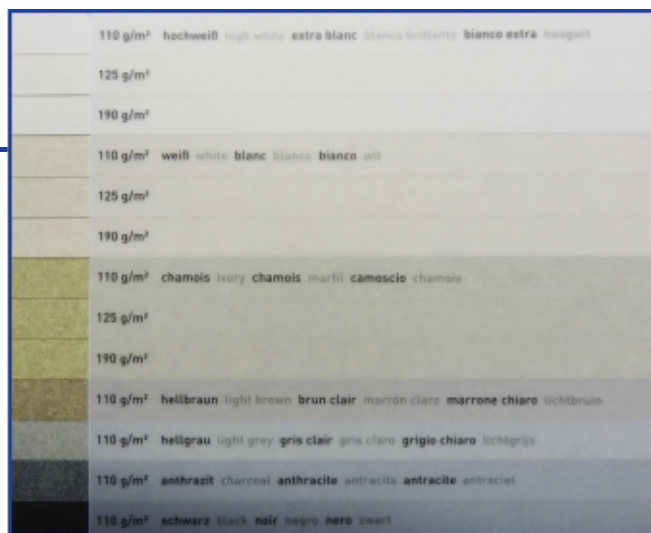 110 g/m² hochweiß high white extra blanc blanco brillante bianco extra hoogwit
125 g/m²
190 g/m²
110 g/m² weiß white blanc blanco bianco wit
125 g/m²
190 g/m²
110 g/m² chamois ivory chamois marfil camoscio chamois
125 g/m²
190 g/m²
110 g/m² hellbraun light brown brun clair marrón claro marrone chiaro lichtbruin
110 g/m² hellgrau light grey gris clair gris claro grigio chiaro lichtgrijs
110 g/m² anthrazit charcoal anthracite antracita antracite antraciet
110 g/m² schwarz black noir negro nero zwart